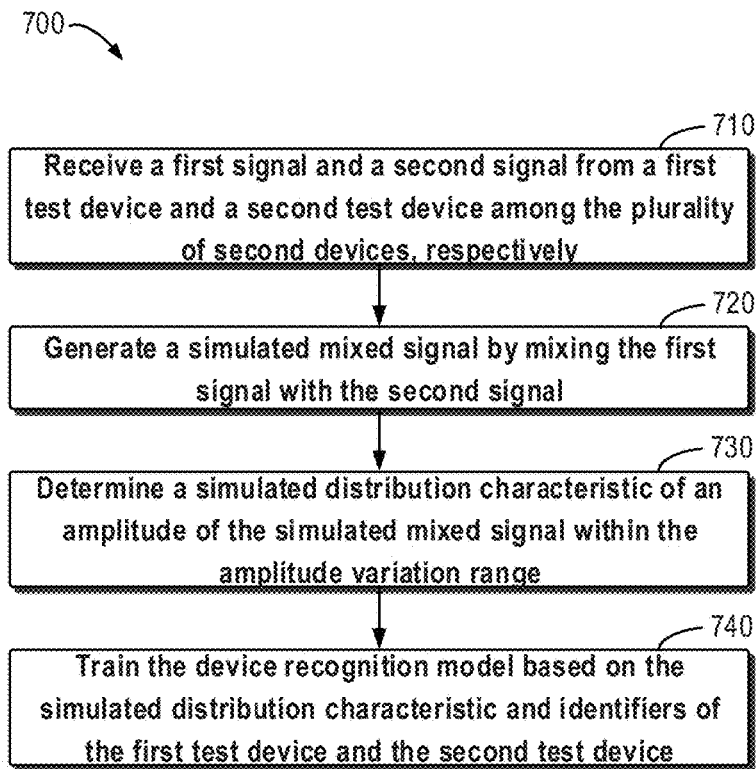 700
710
Receive a first signal and a second signal from a first
test device and a second test device among the plurality
of second devices, respectively
720
Generate a simulated mixed signal by mixing the first
signal with the second signal
730
Determine a simulated distribution characteristic of an
amplitude of the simulated mixed signal within the
amplitude variation range
740
Train the device recognition model based on the
simulated distribution characteristic and identifiers of
the first test device and the second test device